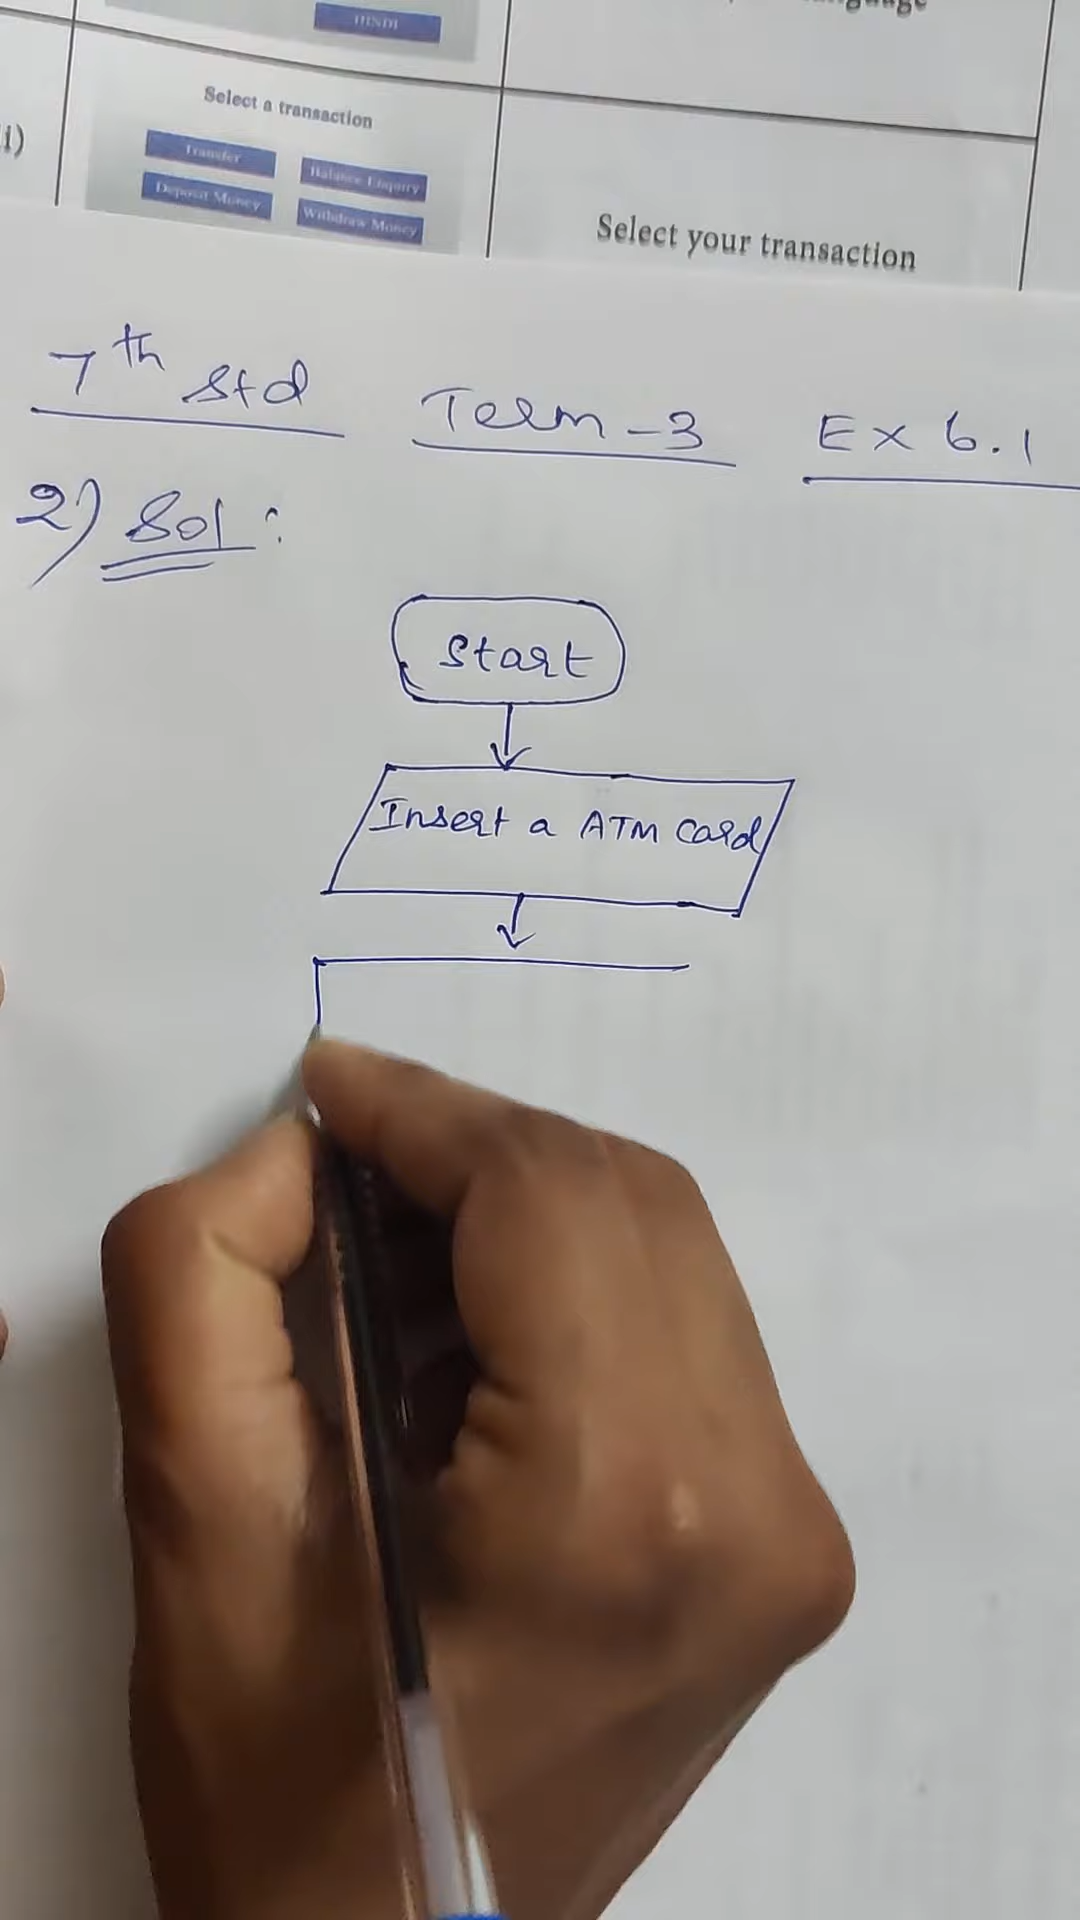 HINDI
Select a transaction
Transfer
Balance Enquiry
Deposit Money
Withdraw Money
Select your transaction
7th Std Term-3 Ex 6.1
2) Sol :
Start
Insert a ATM Card